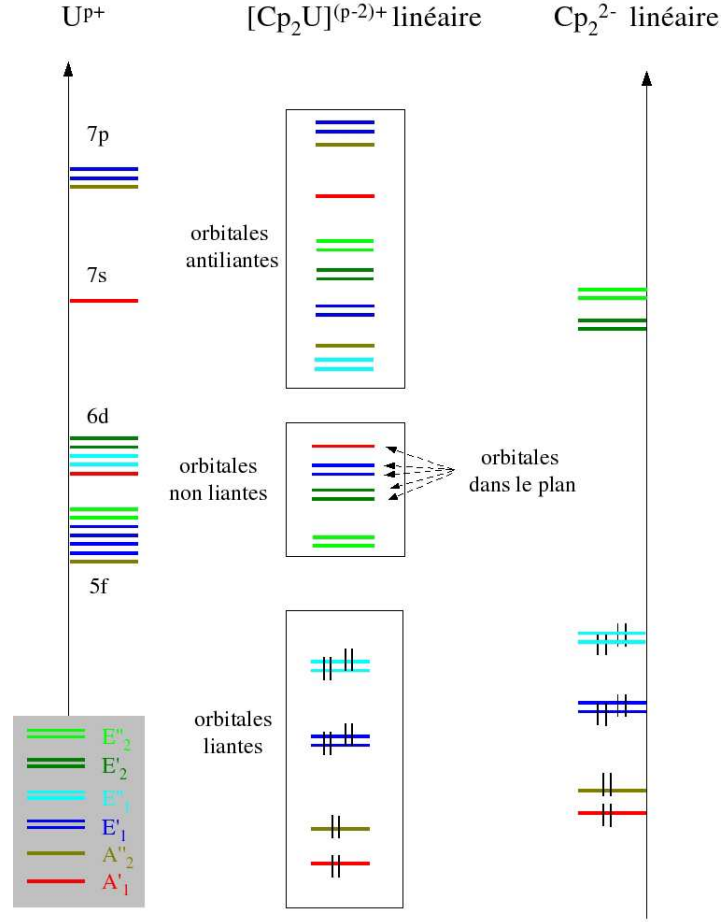 U^p+
[Cp₂U]^(p-2)+ linéaire
Cp₂^2- linéaire
7p
7s
6d
5f
orbitales
antiliantes
orbitales
non liantes
orbitales
dans le plan
orbitales
liantes
E''₂
E'₂
E''₁
E'₁
A''₂
A'₁